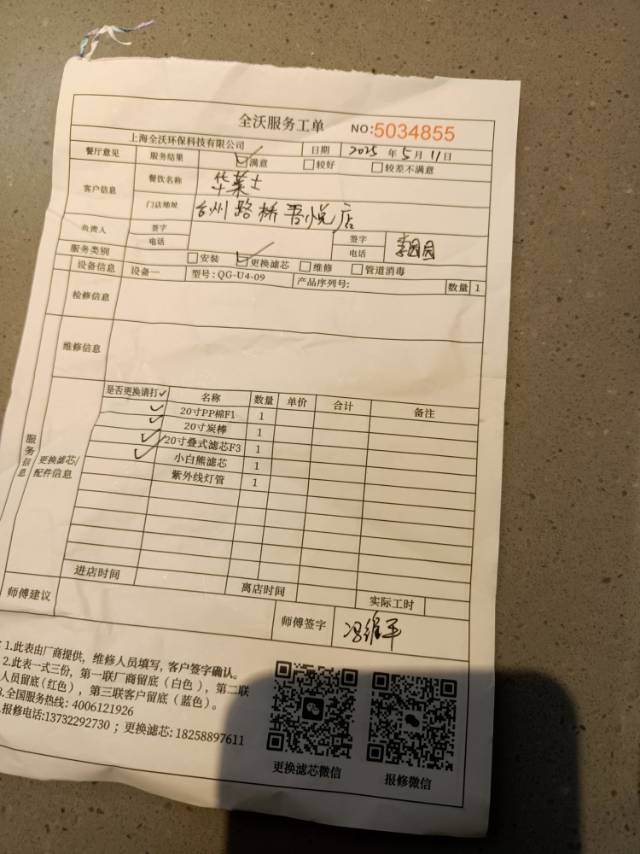 全沃服务工单 NO:5034855
上海全沃环保科技有限公司 日期 2025 年 5 月 11 日
餐厅意见 服务结果 ✓满意 □较好 □较差不满意
客户信息 餐饮名称 华莱士
门店地址 台州路桥吾悦店
负责人 签字 签字
电话 电话 李园园
服务类别 □安装 ✓更换滤芯 □维修 □管道消毒
设备信息 设备一 型号: QG-U4-09 产品序列号: 数量 1
检修信息
维修信息
服务信息
更换滤芯/配件信息
是否更换请打✓ 名称 数量 单价 合计 备注
✓ 20寸PP棉F1 1
✓ 20寸炭棒 1
✓ 20寸叠式滤芯F3 1
✓ 小白熊滤芯 1
紫外线灯管 1
进店时间 离店时间 实际工时
师傅建议 师傅签字 冯维平
1.此表由厂商提供，维修人员填写，客户签字确认。
2.此表一式三份，第一联厂商留底（白色），第二联
人员留底（红色），第三联客户留底（蓝色）。
全国服务热线: 4006121926
报修电话:13732292730 ；更换滤芯: 18258897611
更换滤芯微信 报修微信